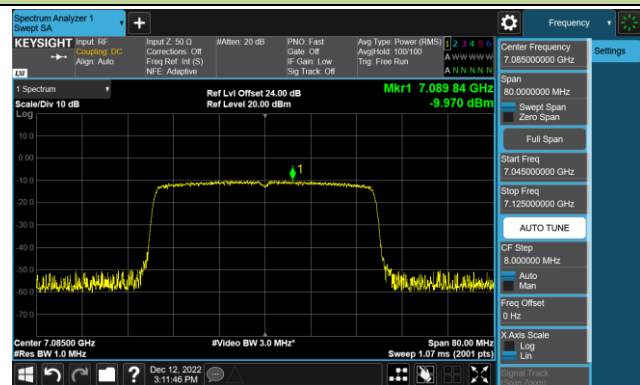 Spectrum Analyzer 1
Swept SA
Frequency
KEYSIGHT
Input: RF
Coupling: DC
Align: Auto
Input Z: 50 Ω
Corrections: Off
Freq Ref: Int (S)
NFE: Adaptive
#Atten: 20 dB
PNO: Fast
Gate: Off
IF Gain: Low
Sig Track: Off
Avg Type: Power (RMS)
Avg|Hold: 100/100
Trig: Free Run
1 2 3 4 5 6
A W W W W W
A N N N N N
LXI
1 Spectrum
Scale/Div 10 dB
Log
Ref Lvl Offset 24.00 dB
Ref Level 20.00 dBm
Mkr1 7.089 84 GHz
-9.970 dBm
1
10.0
0.00
-10.0
-20.0
-30.0
-40.0
-50.0
-60.0
-70.0
Center 7.08500 GHz
#Res BW 1.0 MHz
#Video BW 3.0 MHz*
Span 80.00 MHz
Sweep 1.07 ms (2001 pts)
Dec 12, 2022
3:11:46 PM
Center Frequency
7.085000000 GHz
Span
80.0000000 MHz
Swept Span
Zero Span
Full Span
Start Freq
7.045000000 GHz
Stop Freq
7.125000000 GHz
AUTO TUNE
CF Step
8.000000 MHz
Auto
Man
Freq Offset
0 Hz
X Axis Scale
Log
Lin
Signal Track
(Span Zoom)
Settings